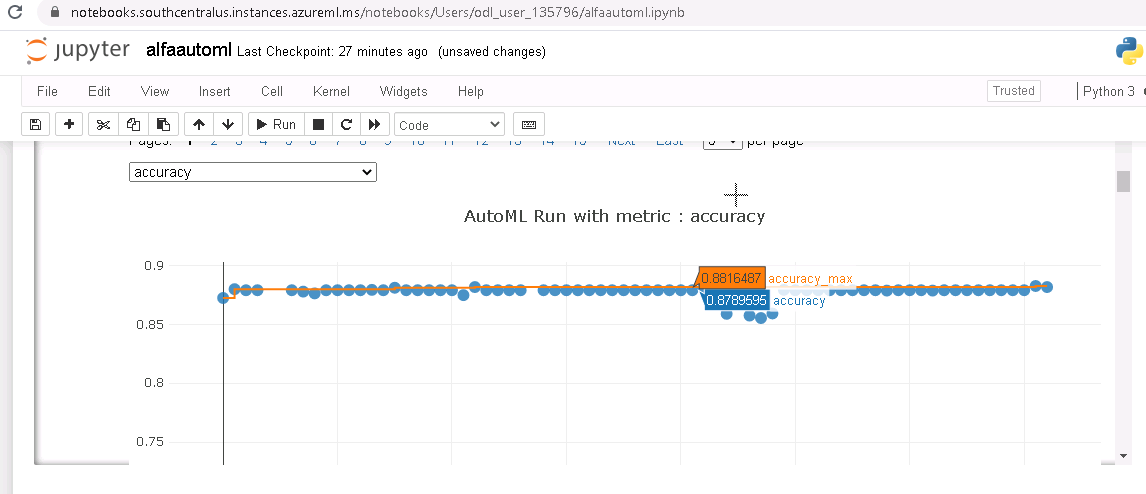 notebooks.southcentralus.instances.azureml.ms/notebooks/Users/odl_user_135796/alfaautoml.ipynb
jupyter alfaautoml Last Checkpoint: 27 minutes ago (unsaved changes)
File Edit View Insert Cell Kernel Widgets Help Trusted Python 3
Run Code
Pages: 1 2 3 4 5 6 7 8 9 10 11 12 13 14 15 Next Last 5 per page
accuracy
AutoML Run with metric : accuracy
0.9
0.8816487 accuracy_max
0.8789595 accuracy
0.85
0.8
0.75